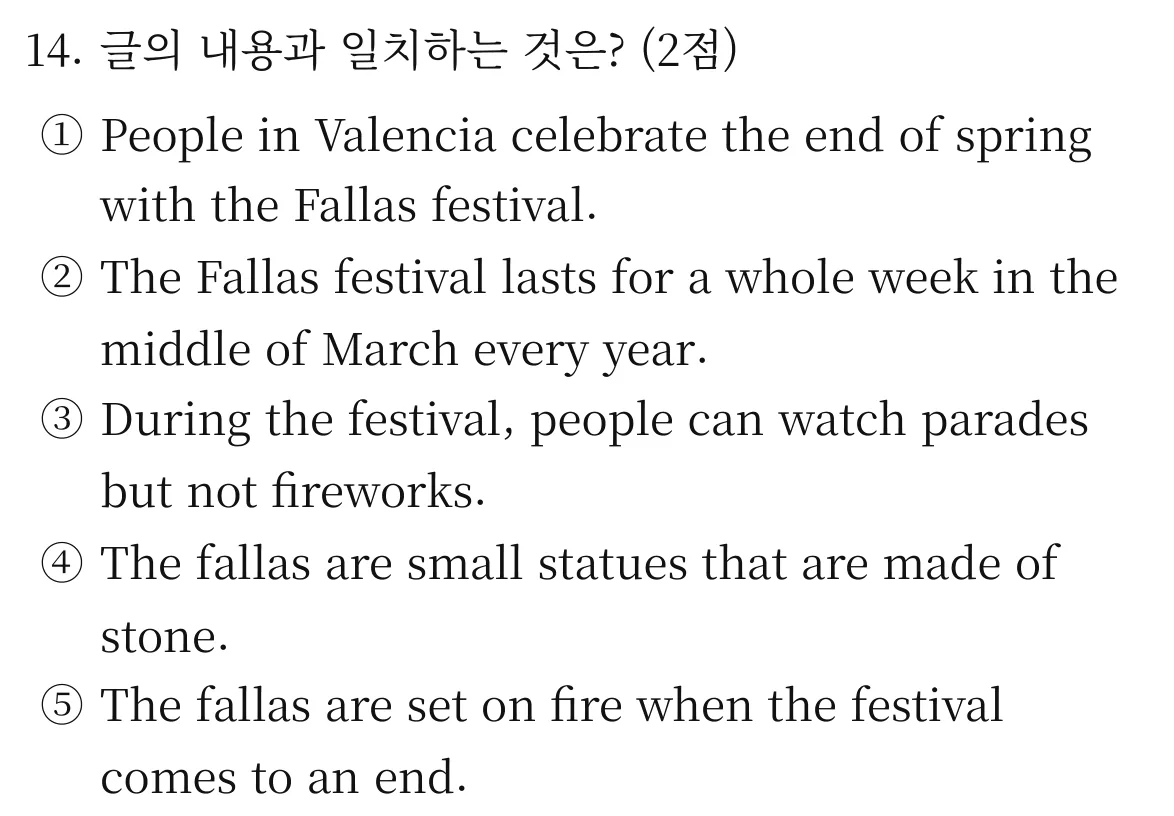 14. 글의 내용과 일치하는 것은? (2점)
① People in Valencia celebrate the end of spring
with the Fallas festival.
② The Fallas festival lasts for a whole week in the
middle of March every year.
③ During the festival, people can watch parades
but not fireworks.
④ The fallas are small statues that are made of
stone.
⑤ The fallas are set on fire when the festival
comes to an end.